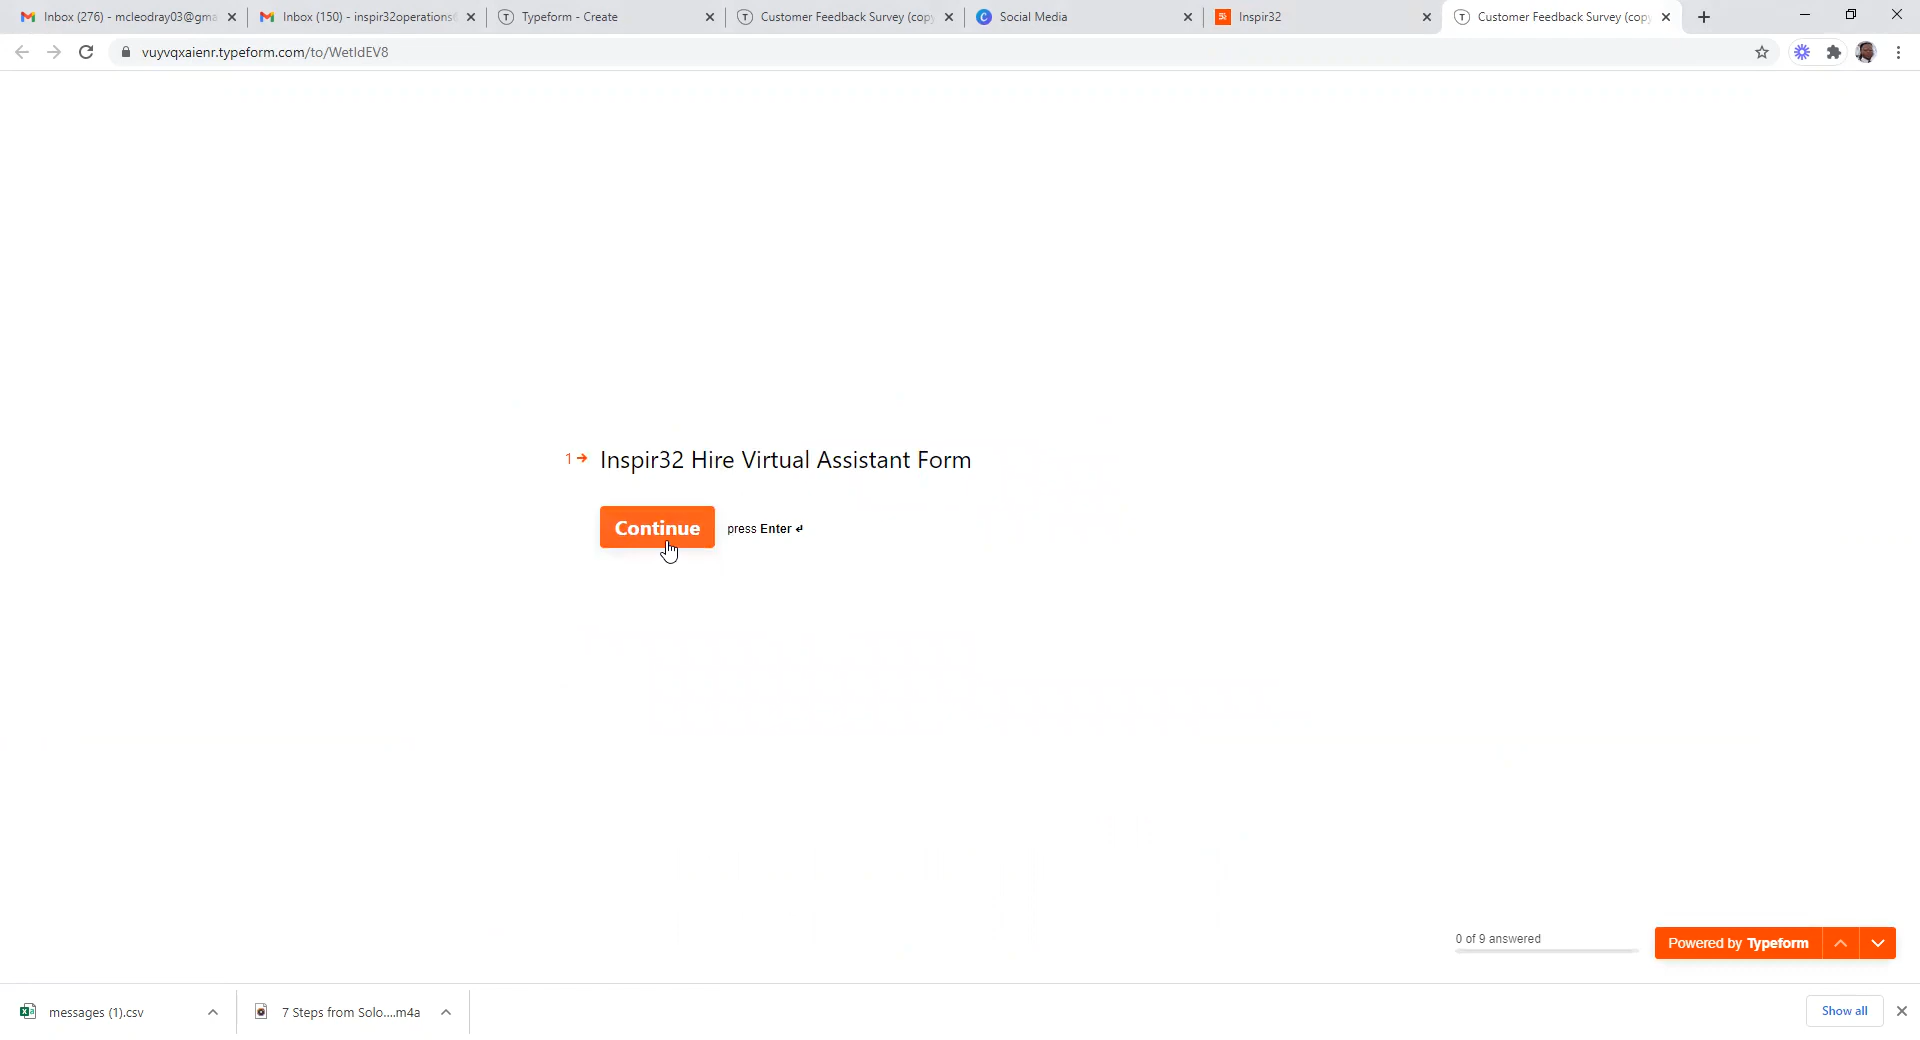 Inbox (276) - mcleodray03@gma
Inbox (150) - inspir32operations
Typeform - Create
Customer Feedback Survey (copy
Social Media
Inspir32
Customer Feedback Survey (copy
vuyvqxaienr.typeform.com/to/WetIdEV8
1 Inspir32 Hire Virtual Assistant Form
Continue press Enter ↵
0 of 9 answered
Powered by Typeform
messages (1).csv
7 Steps from Solo....m4a
Show all